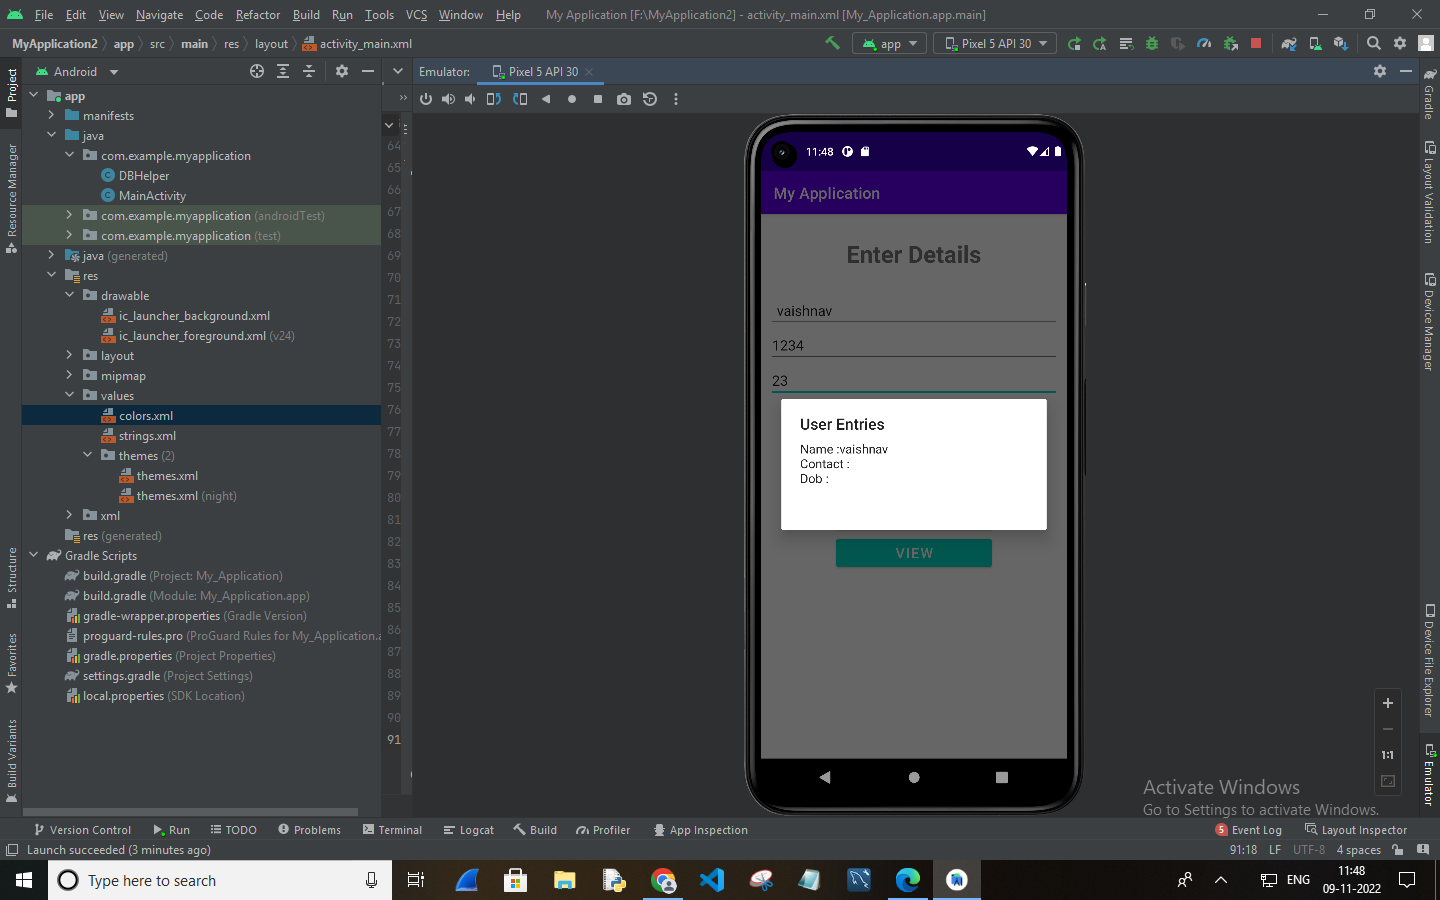 File Edit View Navigate Code Refactor Build Run Tools VCS Window Help My Application [F:\MyApplication2] - activity_main.xml [My_Application.app.main]
MyApplication2 app src main res layout activity_main.xml app Pixel 5 API 30
Project
Resource Manager
Structure
Favorites
Build Variants
Android
app
manifests
java
com.example.myapplication
DBHelper
MainActivity
com.example.myapplication (androidTest)
com.example.myapplication (test)
java (generated)
res
drawable
ic_launcher_background.xml
ic_launcher_foreground.xml (v24)
layout
mipmap
values
colors.xml
strings.xml
themes (2)
themes.xml
themes.xml (night)
xml
res (generated)
Gradle Scripts
build.gradle (Project: My_Application)
build.gradle (Module: My_Application.app)
gradle-wrapper.properties (Gradle Version)
proguard-rules.pro (ProGuard Rules for My_Application.a
gradle.properties (Project Properties)
settings.gradle (Project Settings)
local.properties (SDK Location)
64
65
66
67
68
69
70
71
72
73
74
75
76
77
78
79
80
81
82
83
84
85
86
87
88
89
90
91
Emulator: Pixel 5 API 30
11:48
My Application
Enter Details
vaishnav
1234
23
User Entries
Name :vaishnav
Contact :
Dob :
VIEW
1:1
Gradle
Layout Validation
Device Manager
Device File Explorer
Emulator
Activate Windows
Go to Settings to activate Windows.
Version Control Run TODO Problems Terminal Logcat Build Profiler App Inspection 5 Event Log Layout Inspector
Launch succeeded (3 minutes ago) 91:18 LF UTF-8 4 spaces
Type here to search ENG 11:48
09-11-2022